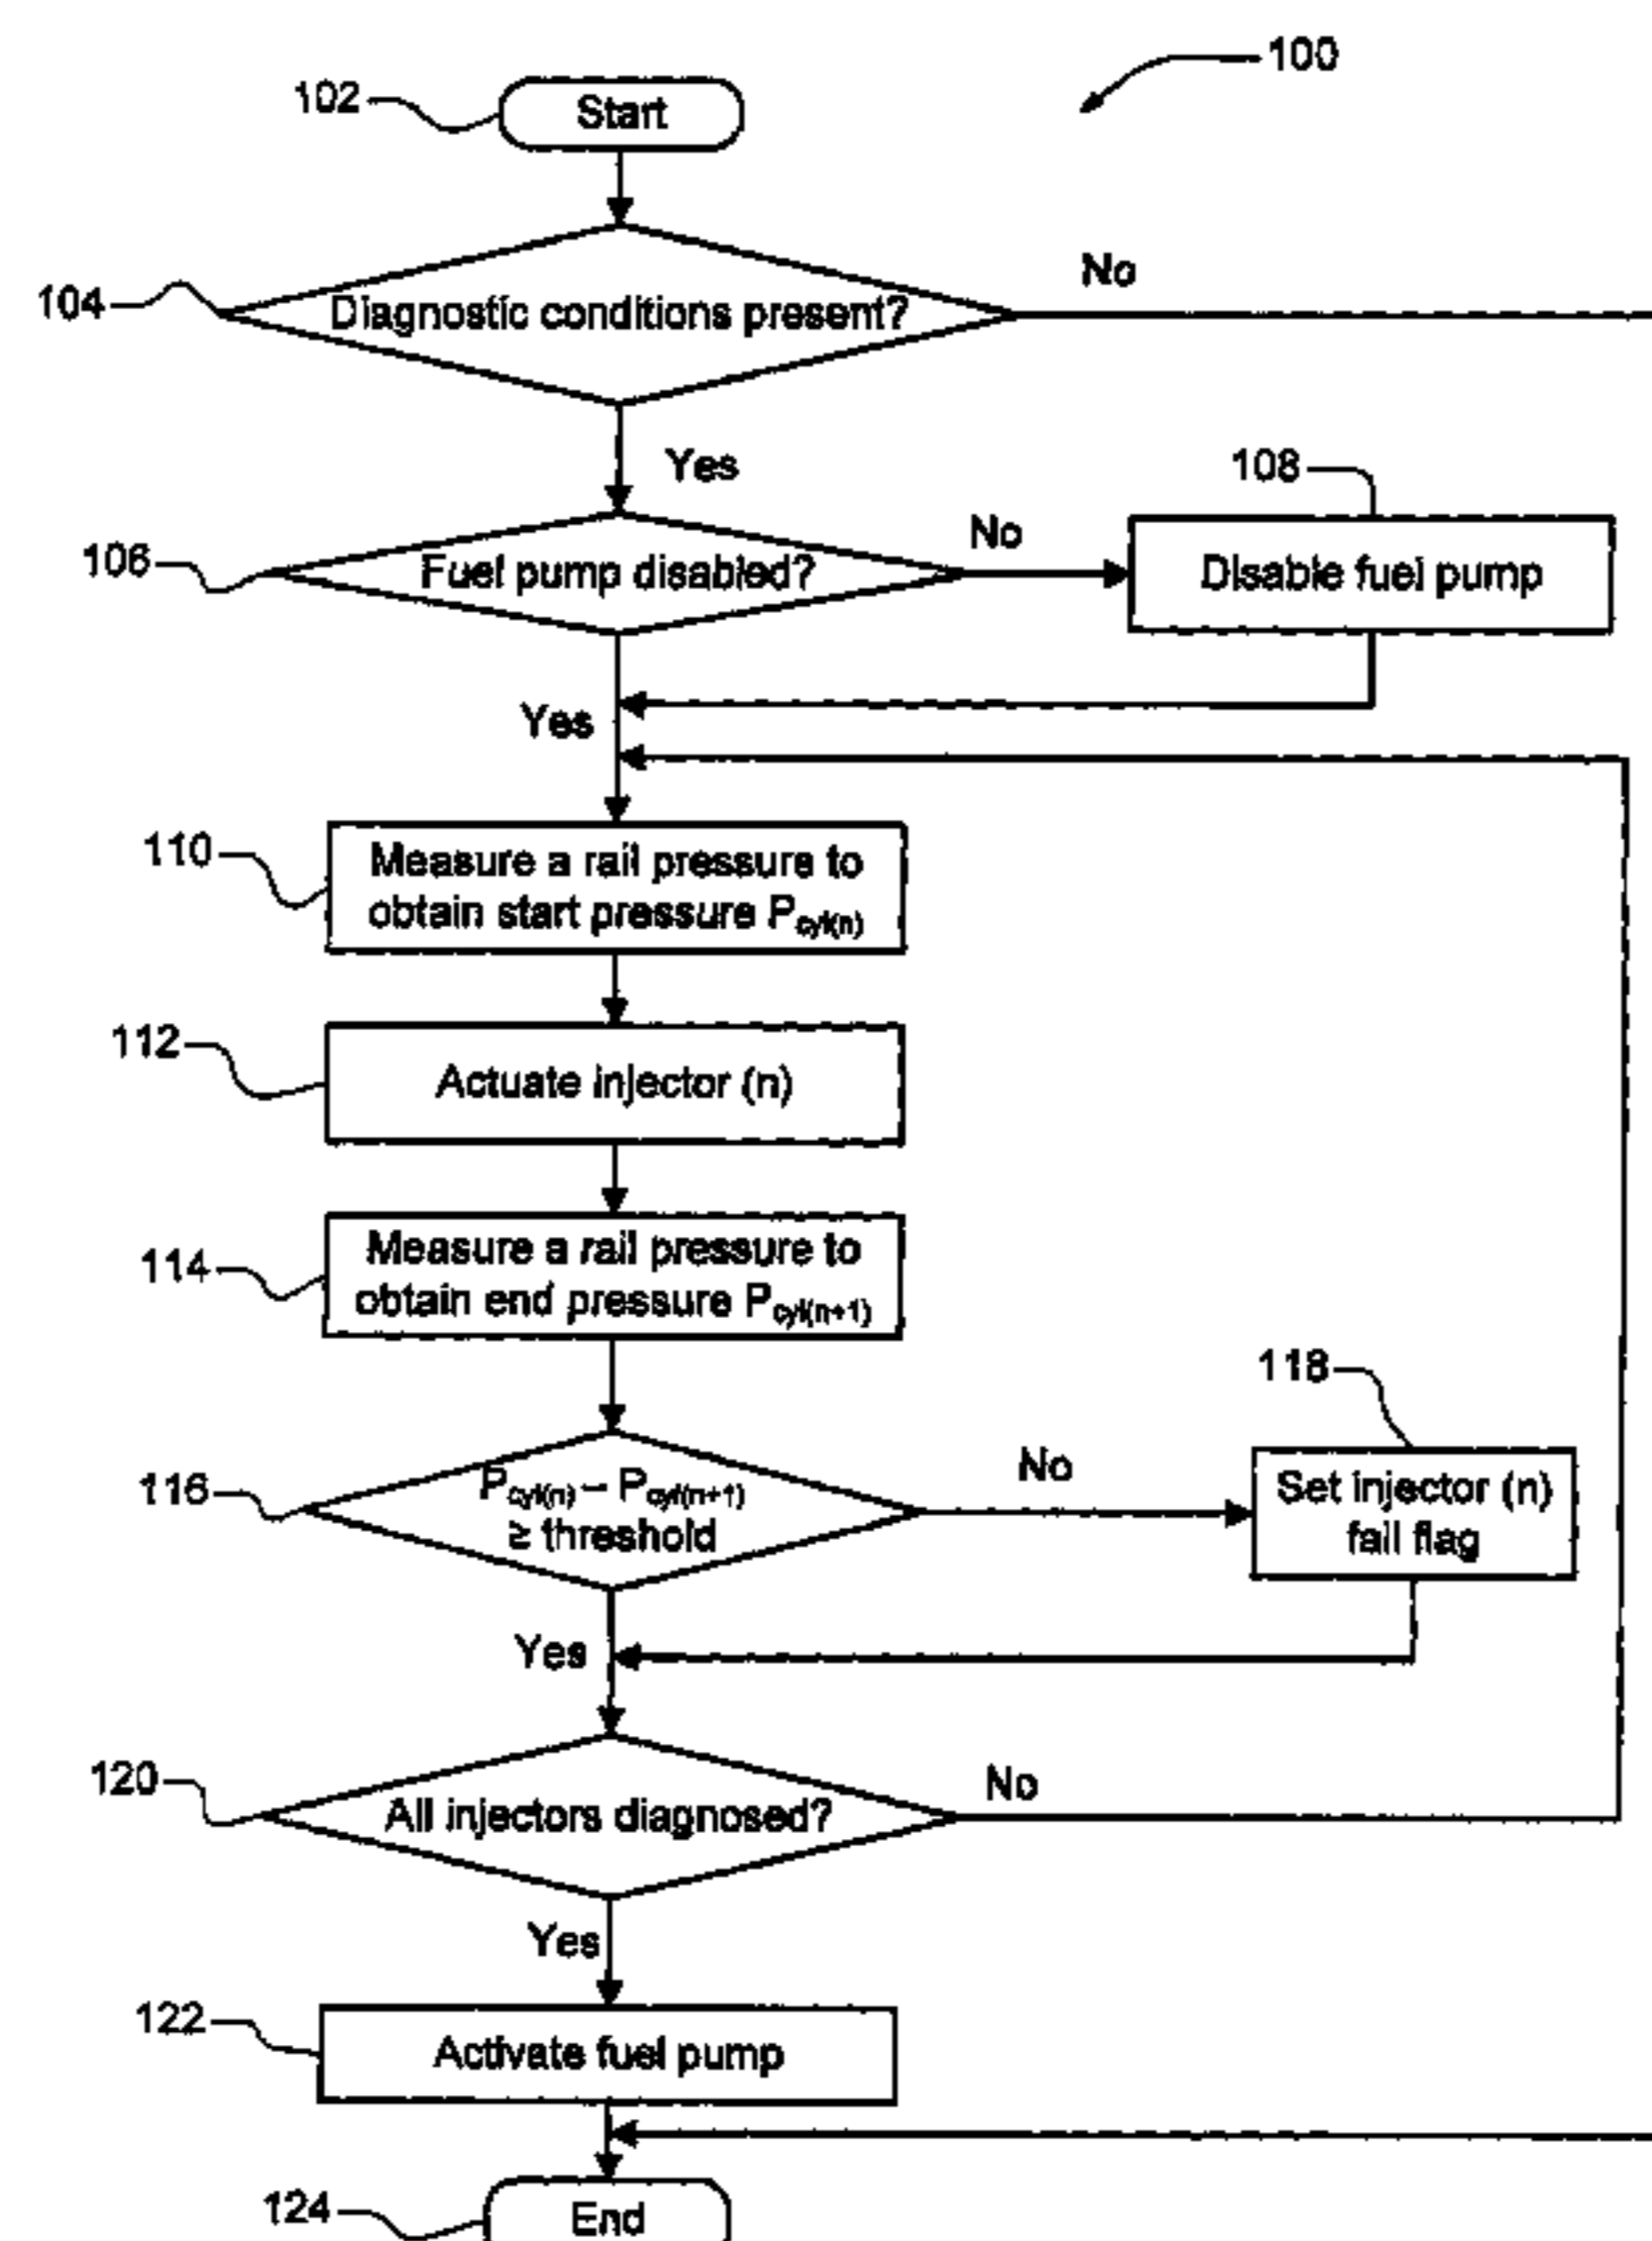 100
102
Start
104
Diagnostic conditions present?
No
Yes
106
Fuel pump disabled?
No
108
Disable fuel pump
Yes
110
Measure a rail pressure to
obtain start pressure Pcyl(n)
112
Actuate injector (n)
114
Measure a rail pressure to
obtain end pressure Pcyl(n+1)
116
Pcyl(n) – Pcyl(n+1)
≥ threshold
No
118
Set injector (n)
fail flag
Yes
120
All injectors diagnosed?
No
Yes
122
Activate fuel pump
124
End